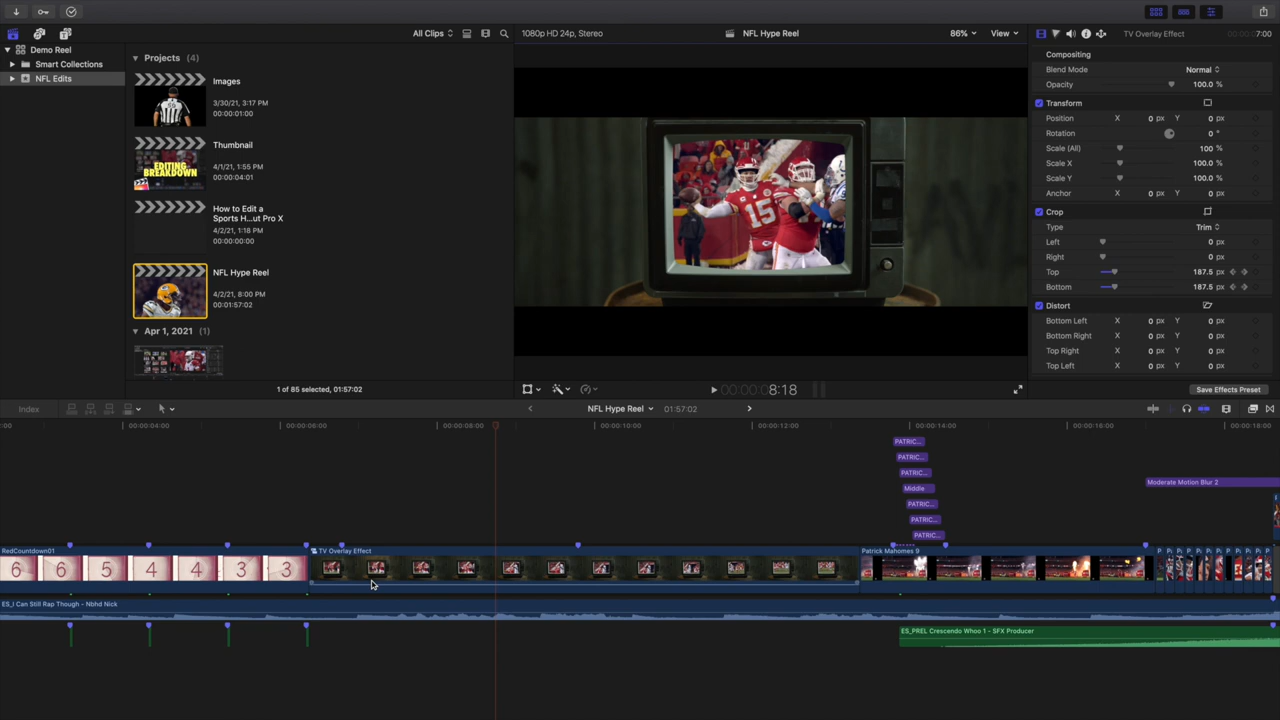 All Clips
1080p HD 24p, Stereo
NFL Hype Reel
86%
View
TV Overlay Effect
7:00
Demo Reel
Smart Collections
NFL Edits
Projects (4)
Images
3/30/21, 3:17 PM
00:00:01:00
Thumbnail
4/1/21, 1:55 PM
00:00:04:01
EDITING
BREAKDOWN
How to Edit a
Sports H...ut Pro X
4/2/21, 1:18 PM
00:00:00:00
NFL Hype Reel
4/2/21, 8:00 PM
00:01:57:02
Apr 1, 2021 (1)
1 of 85 selected, 01:57:02
15
00:00:00:08:18
Compositing
Blend Mode Normal
Opacity 100.0 %
Transform
Position X 0 px Y 0 px
Rotation 0 °
Scale (All) 100 %
Scale X 100.0 %
Scale Y 100.0 %
Anchor X 0 px Y 0 px
Crop
Type Trim
Left 0 px
Right 0 px
Top 187.5 px
Bottom 187.5 px
Distort
Bottom Left X 0 px Y 0 px
Bottom Right X 0 px Y 0 px
Top Right X 0 px Y 0 px
Top Left X 0 px Y 0 px
Save Effects Preset
Index
NFL Hype Reel
01:57:02
00:00:04:00
00:00:06:00
00:00:08:00
00:00:10:00
00:00:12:00
00:00:14:00
00:00:16:00
00:00:18:00
PATRIC...
PATRIC...
PATRIC...
Middle
PATRIC...
PATRIC...
PATRIC...
Moderate Motion Blur 2
RedCountdown01
TV Overlay Effect
Patrick Mahomes 9
6 6 5 4 4 3 3
ES_I Can Still Rap Though - Nbhd Nick
ES_PREL Crescendo Whoo 1 - SFX Producer